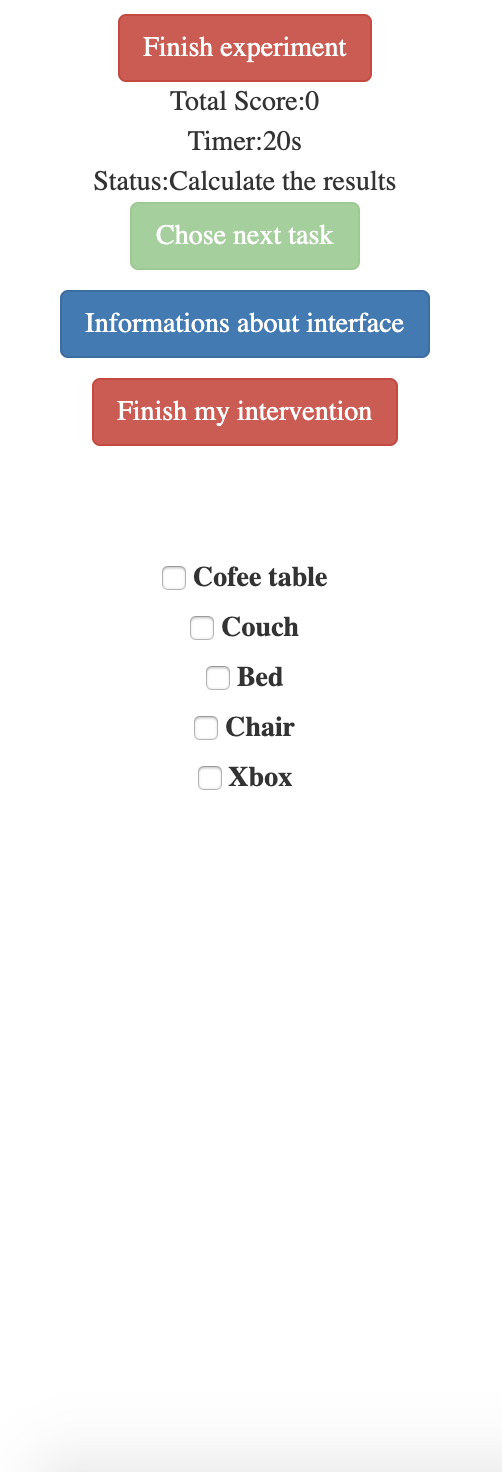 Finish experiment
Total Score:0
Timer:20s
Status:Calculate the results
Chose next task
Informations about interface
Finish my intervention
Cofee table
Couch
Bed
Chair
Xbox